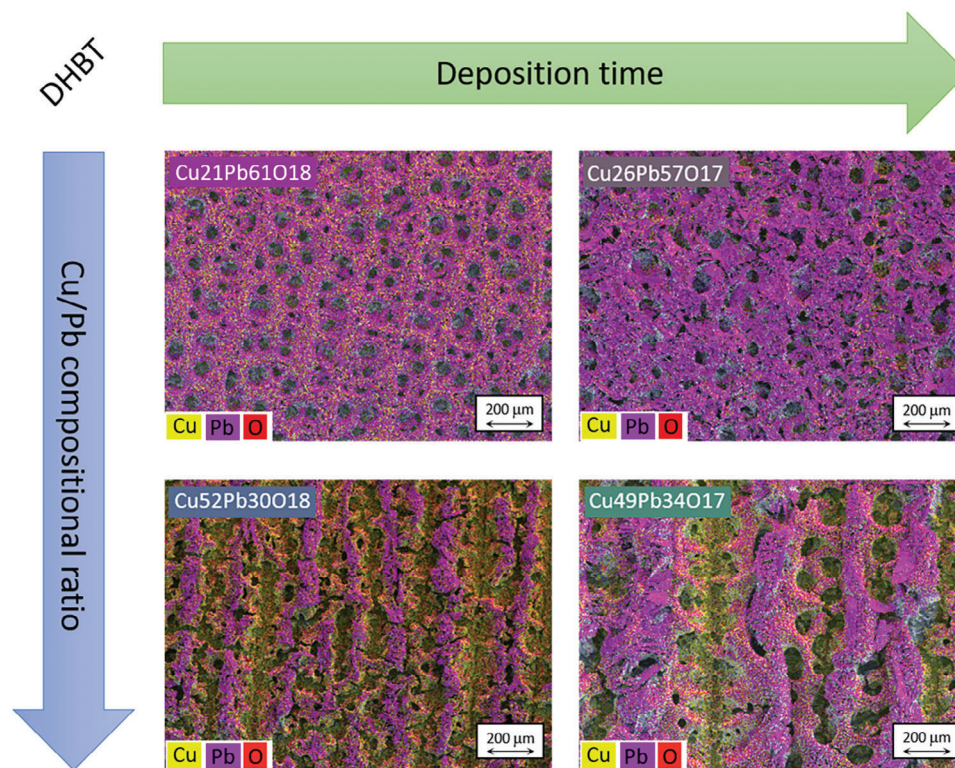 DHBT
Deposition time
Cu/Pb compositional ratio
Cu21Pb61O18
Cu Pb O
200 µm
Cu26Pb57O17
Cu Pb O
200 µm
Cu52Pb30O18
Cu Pb O
200 µm
Cu49Pb34O17
Cu Pb O
200 µm